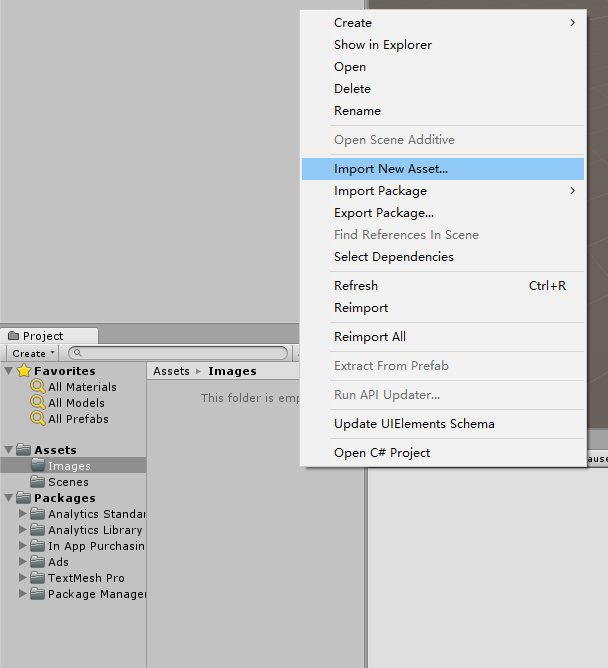 Create
Show in Explorer
Open
Delete
Rename
Open Scene Additive
Import New Asset...
Import Package
Export Package...
Find References In Scene
Select Dependencies
Refresh Ctrl+R
Reimport
Reimport All
Extract From Prefab
Run API Updater...
Update UIElements Schema
Open C# Project
Project
Create
Favorites
All Materials
All Models
All Prefabs
Assets
Images
Scenes
Packages
Analytics Standar
Analytics Library
In App Purchasin
Ads
TextMesh Pro
Package Manager
Assets Images
This folder is emp
ause